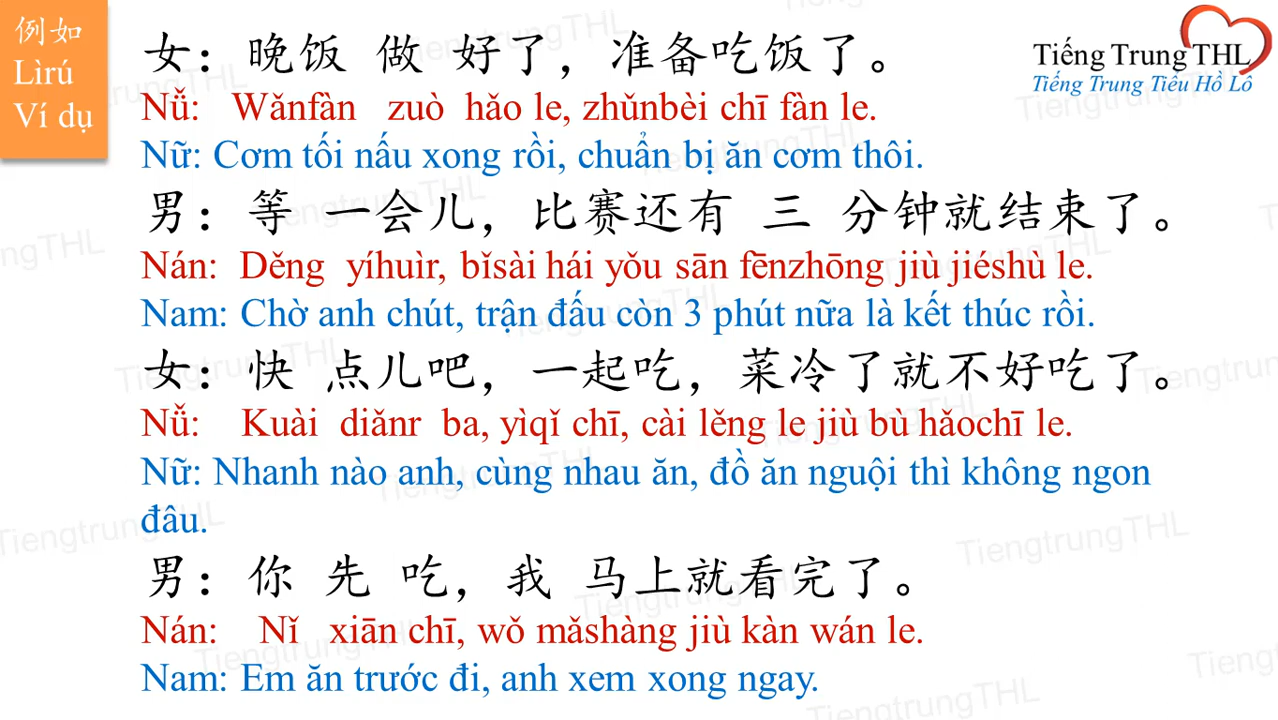 例如
Lìrú
Ví dụ
Tiếng Trung THL
Tiếng Trung Tiểu Hồ Lô
女：晚饭 做 好了，准备吃饭了。
Nǚ: Wǎnfàn zuò hǎo le, zhǔnbèi chī fàn le.
Nữ: Cơm tối nấu xong rồi, chuẩn bị ăn cơm thôi.
男：等 一会儿，比赛还有 三 分钟就结束了。
Nán: Děng yíhuìr, bǐsài hái yǒu sān fēnzhōng jiù jiéshù le.
Nam: Chờ anh chút, trận đấu còn 3 phút nữa là kết thúc rồi.
女：快 点儿吧，一起吃，菜冷了就不好吃了。
Nǚ: Kuài diǎnr ba, yìqǐ chī, cài lěng le jiù bù hǎochī le.
Nữ: Nhanh nào anh, cùng nhau ăn, đồ ăn nguội thì không ngon
đâu.
男：你 先 吃，我 马上就看完了。
Nán: Nǐ xiān chī, wǒ mǎshàng jiù kàn wán le.
Nam: Em ăn trước đi, anh xem xong ngay.